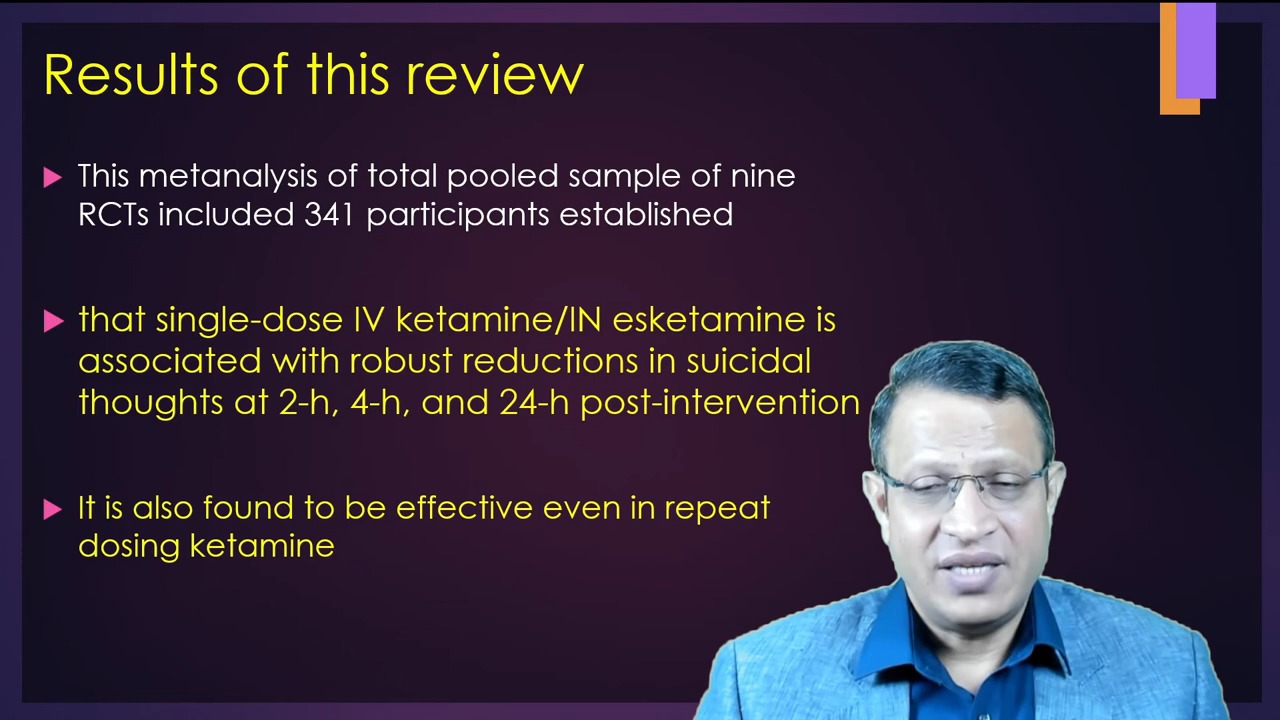 Results of this review
This metanalysis of total pooled sample of nine
RCTs included 341 participants established
that single-dose IV ketamine/IN esketamine is
associated with robust reductions in suicidal
thoughts at 2-h, 4-h, and 24-h post-intervention
It is also found to be effective even in repeat
dosing ketamine